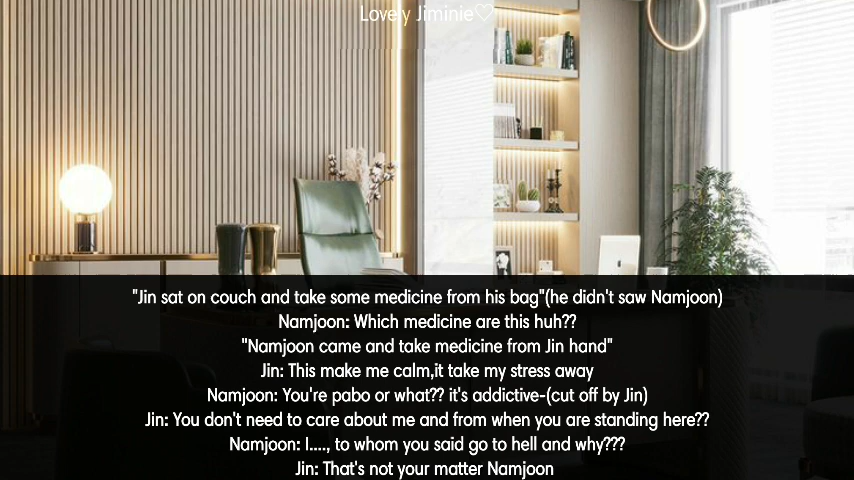 Lovely Jiminie♡
"Jin sat on couch and take some medicine from his bag"(he didn't saw Namjoon)
Namjoon: Which medicine are this huh??
"Namjoon came and take medicine from Jin hand"
Jin: This make me calm,it take my stress away
Namjoon: You're pabo or what?? it's addictive-(cut off by Jin)
Jin: You don't need to care about me and from when you are standing here??
Namjoon: I...., to whom you said go to hell and why???
Jin: That's not your matter Namjoon